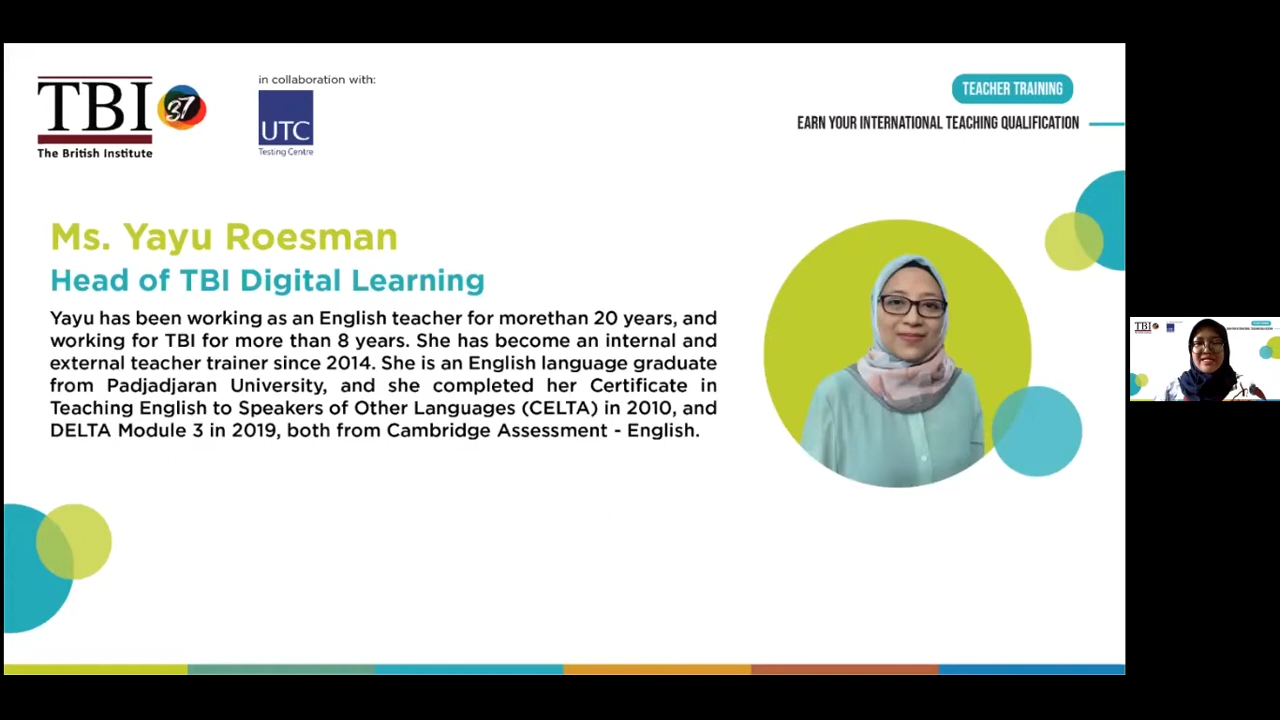 TBI 37
The British Institute
in collaboration with:
UTC
Testing Centre
TEACHER TRAINING
EARN YOUR INTERNATIONAL TEACHING QUALIFICATION
Ms. Yayu Roesman
Head of TBI Digital Learning
Yayu has been working as an English teacher for morethan 20 years, and
working for TBI for more than 8 years. She has become an internal and
external teacher trainer since 2014. She is an English language graduate
from Padjadjaran University, and she completed her Certificate in
Teaching English to Speakers of Other Languages (CELTA) in 2010, and
DELTA Module 3 in 2019, both from Cambridge Assessment - English.
TBI